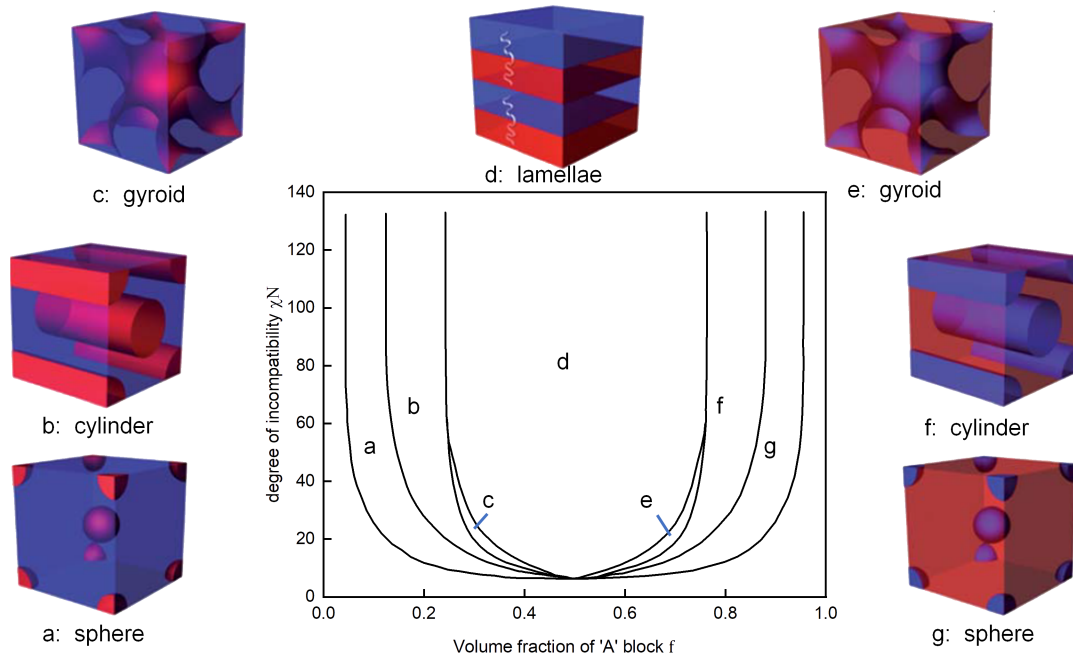 d: lamellae
c: gyroid
e: gyroid
b: cylinder
f: cylinder
a: sphere
g: sphere
degree of incompatibility χN
140
120
100
80
60
40
20
0
d
b
f
a
g
c
e
0.0 0.2 0.4 0.6 0.8 1.0
Volume fraction of 'A' block f